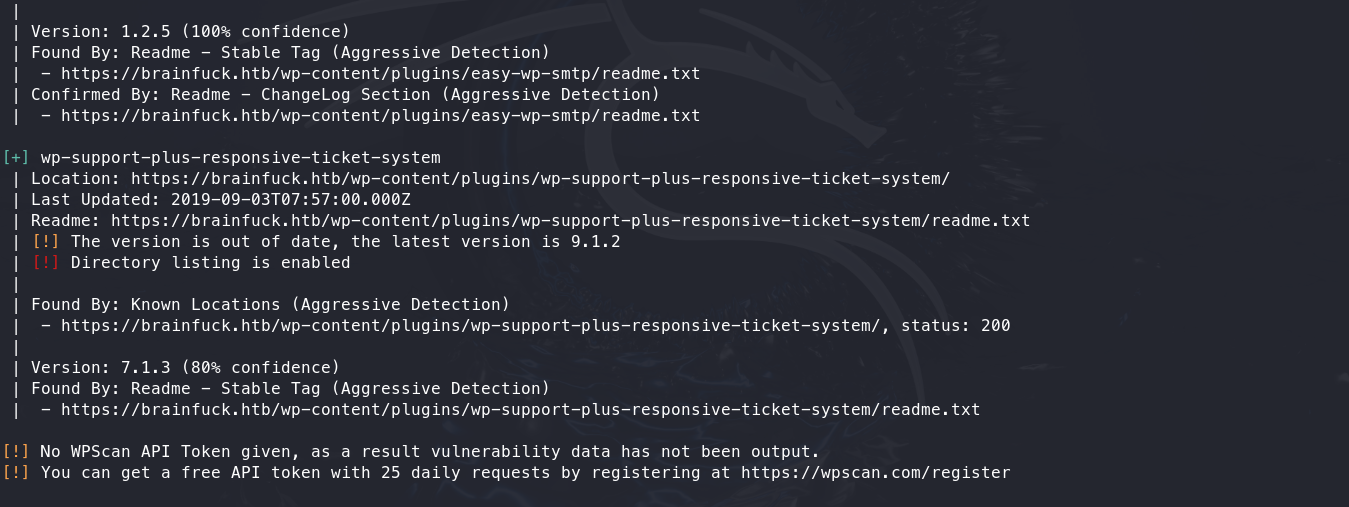 |
| Version: 1.2.5 (100% confidence)
| Found By: Readme - Stable Tag (Aggressive Detection)
|  - https://brainfuck.htb/wp-content/plugins/easy-wp-smtp/readme.txt
| Confirmed By: Readme - ChangeLog Section (Aggressive Detection)
|  - https://brainfuck.htb/wp-content/plugins/easy-wp-smtp/readme.txt

[+] wp-support-plus-responsive-ticket-system
| Location: https://brainfuck.htb/wp-content/plugins/wp-support-plus-responsive-ticket-system/
| Last Updated: 2019-09-03T07:57:00.000Z
| Readme: https://brainfuck.htb/wp-content/plugins/wp-support-plus-responsive-ticket-system/readme.txt
| [!] The version is out of date, the latest version is 9.1.2
| [!] Directory listing is enabled
|
| Found By: Known Locations (Aggressive Detection)
|  - https://brainfuck.htb/wp-content/plugins/wp-support-plus-responsive-ticket-system/, status: 200
|
| Version: 7.1.3 (80% confidence)
| Found By: Readme - Stable Tag (Aggressive Detection)
|  - https://brainfuck.htb/wp-content/plugins/wp-support-plus-responsive-ticket-system/readme.txt

[!] No WPScan API Token given, as a result vulnerability data has not been output.
[!] You can get a free API token with 25 daily requests by registering at https://wpscan.com/register